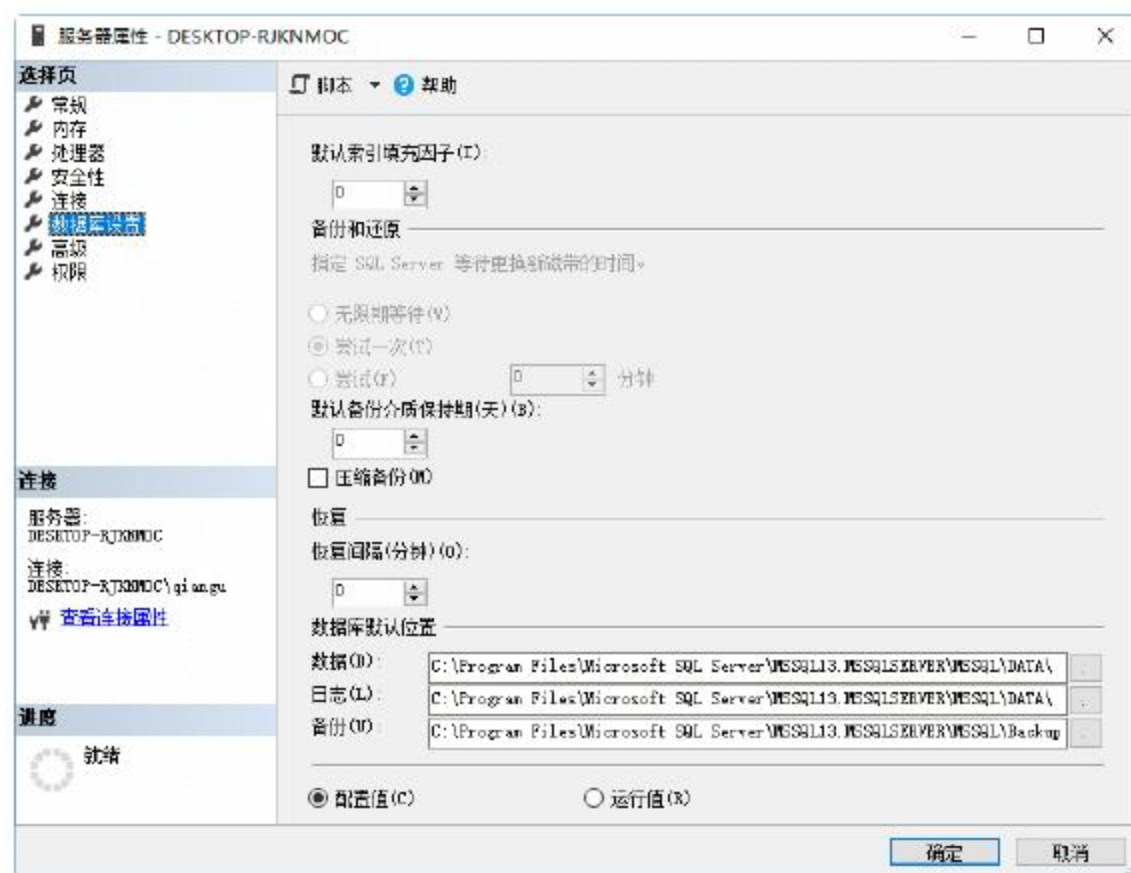 服务器属性 - DESKTOP-RJKNMOC
选择页
常规
内存
处理器
安全性
连接
数据库设置
高级
权限
脚本 帮助
默认索引填充因子(I):
0
备份和还原
指定 SQL Server 等待更换新磁带的时间。
无限期等待(V)
尝试一次(T)
尝试(F) 0 分钟
默认备份介质保持期(天)(B):
0
压缩备份(M)
恢复
恢复间隔(分钟)(O):
0
数据库默认位置
数据(D): C:\Program Files\Microsoft SQL Server\MSSQL13.MSSQLSERVER\MSSQL\DATA\
日志(L): C:\Program Files\Microsoft SQL Server\MSSQL13.MSSQLSERVER\MSSQL\DATA\
备份(U): C:\Program Files\Microsoft SQL Server\MSSQL13.MSSQLSERVER\MSSQL\Backup
配置值(C) 运行值(R)
连接
服务器:
DESKTOP-RJKNMOC
连接:
DESKTOP-RJKNMOC\qiangu
查看连接属性
进度
就绪
确定 取消